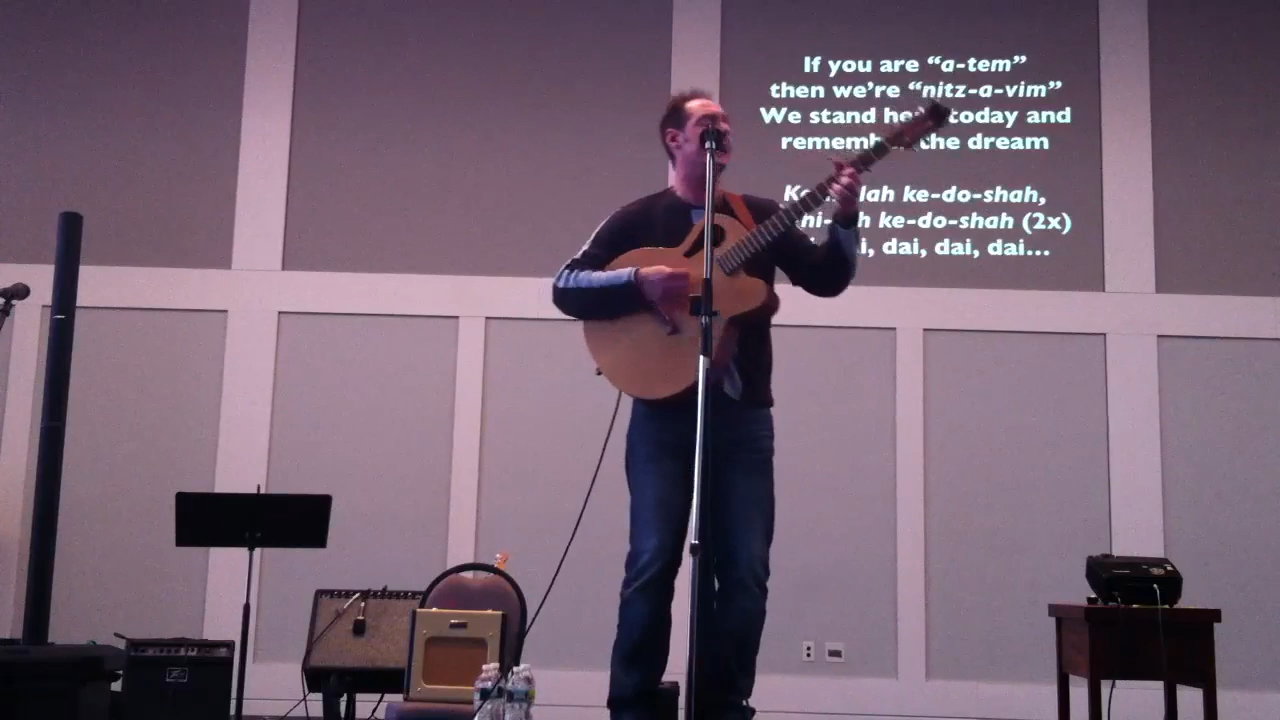 If you are “a-tem”
then we're “nitz-a-vim”
We stand today and
the dream
ke-do-shah,
ke-do-shah (2x)
dai, dai, dai...